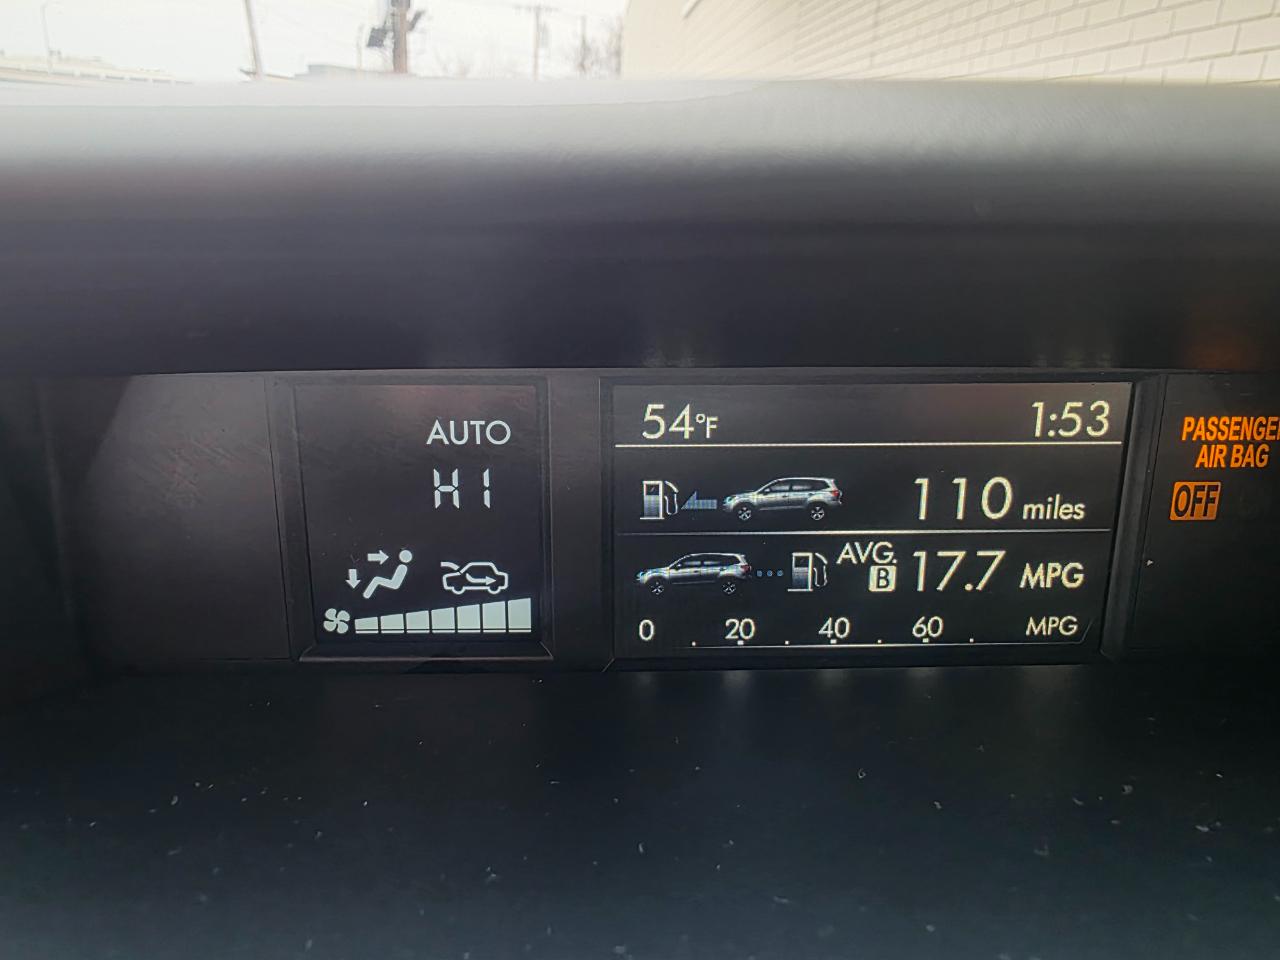 AUTO
HI
54°F 1:53
110 miles
AVG. B 17.7 MPG
0 20 40 60 MPG
PASSENGER
AIR BAG
OFF